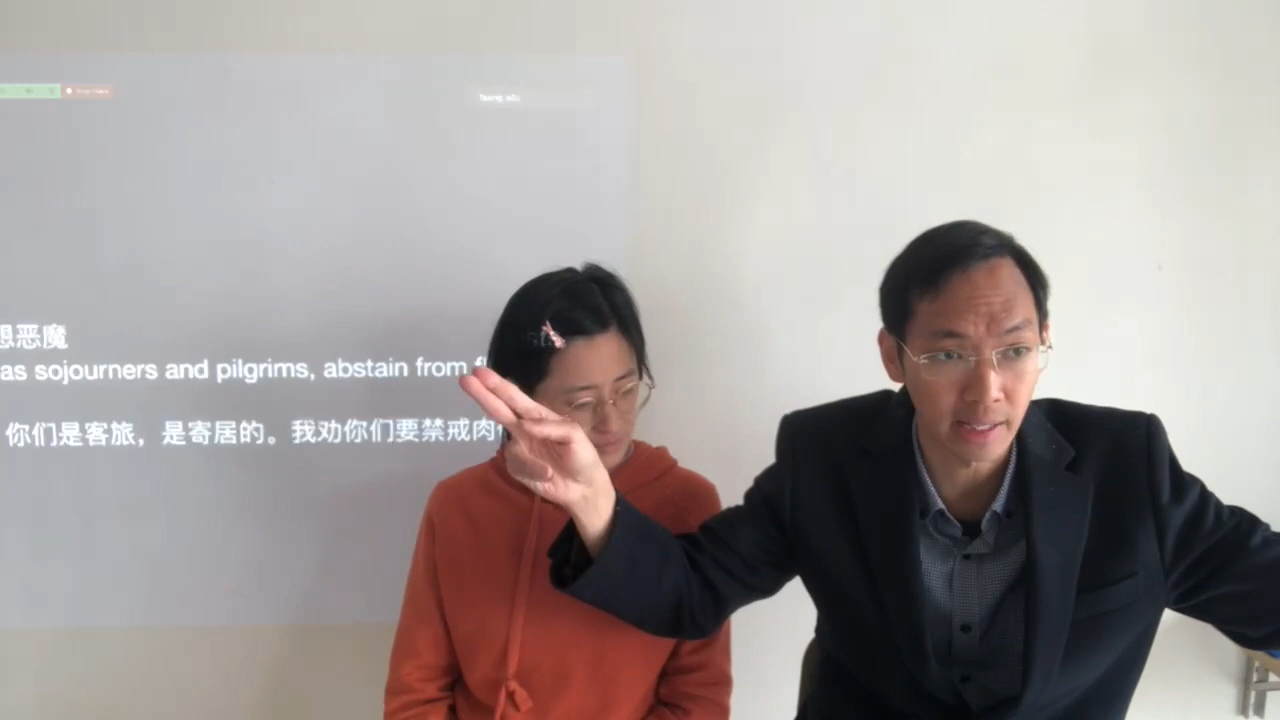 想恶魔
as sojourners and pilgrims, abstain from
你们是客旅，是寄居的。我劝你们要禁戒肉